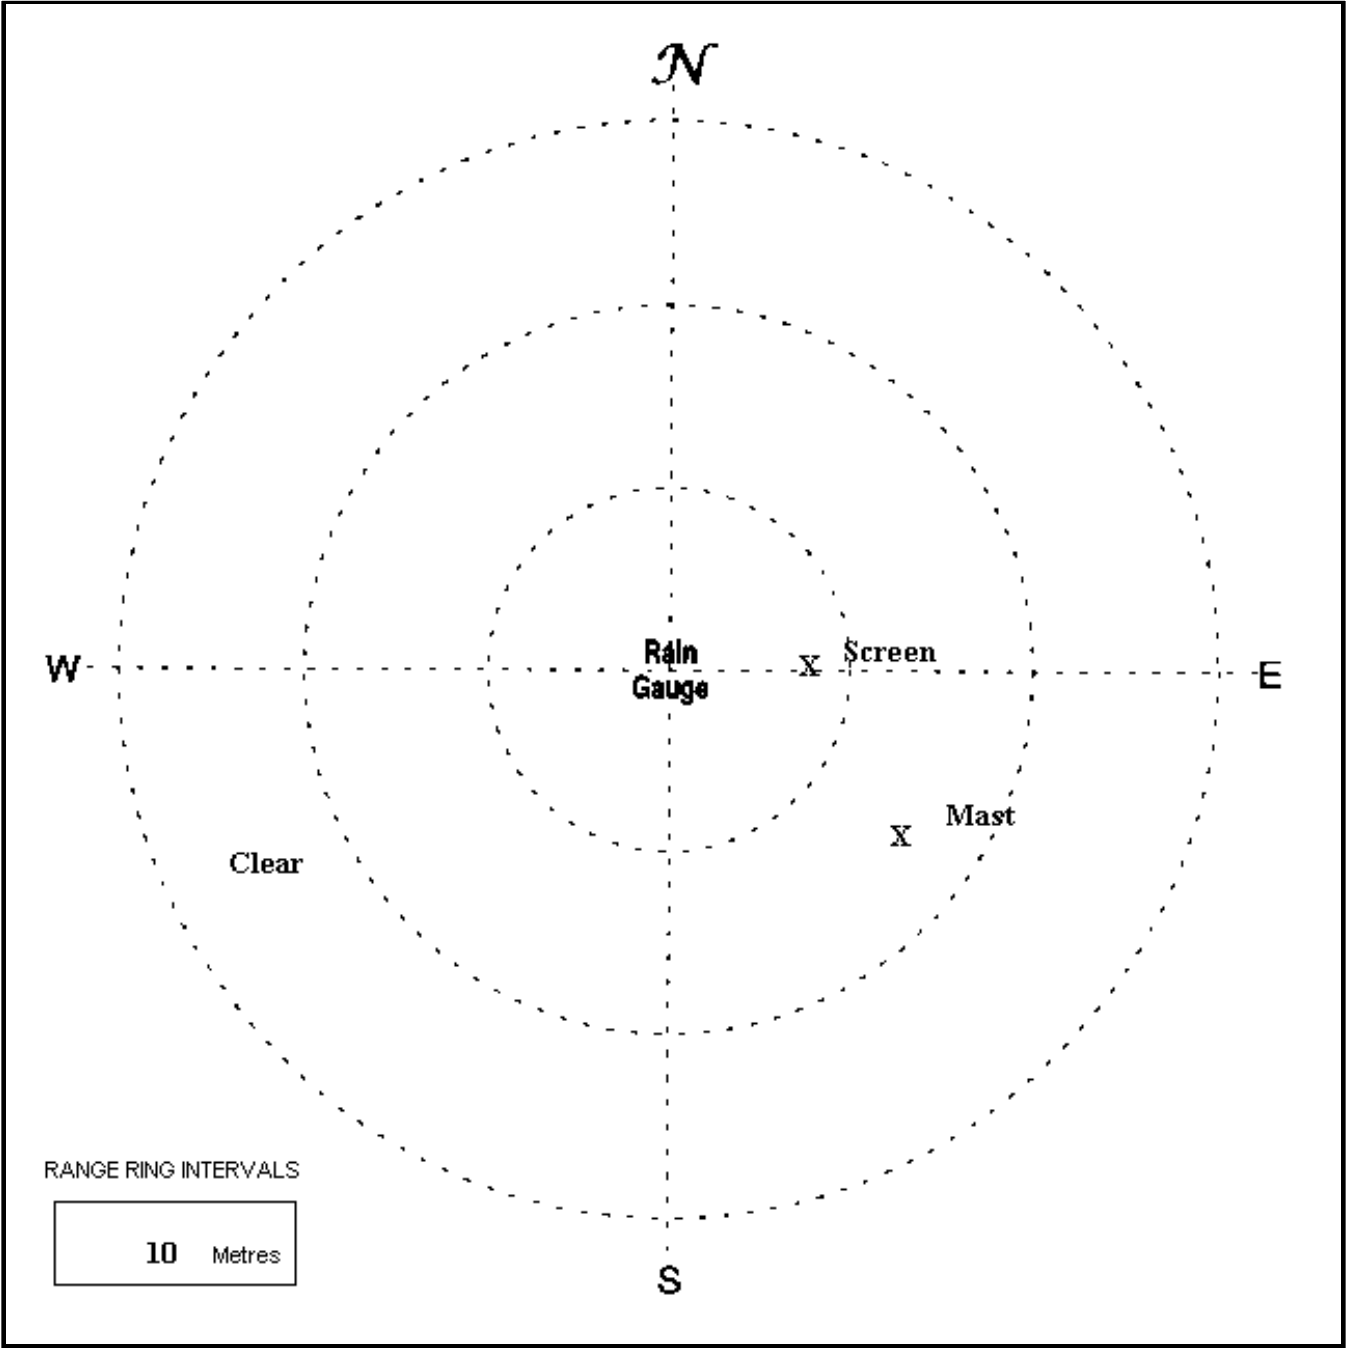 N
Rain
Gauge
W
X
Screen
E
X
Mast
Clear
RANGE RING INTERVALS
10 Metres
S